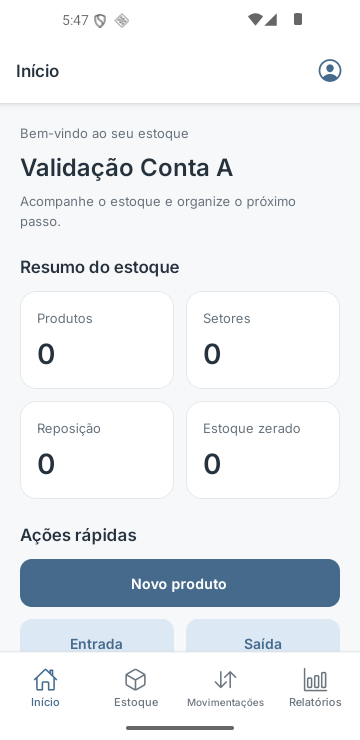 5:47
Início
Bem-vindo ao seu estoque
Validação Conta A
Acompanhe o estoque e organize o próximo
passo.
Resumo do estoque
Produtos
0
Setores
0
Reposição
0
Estoque zerado
0
Ações rápidas
Novo produto
Entrada
Saída
Início
Estoque
Movimentações
Relatórios